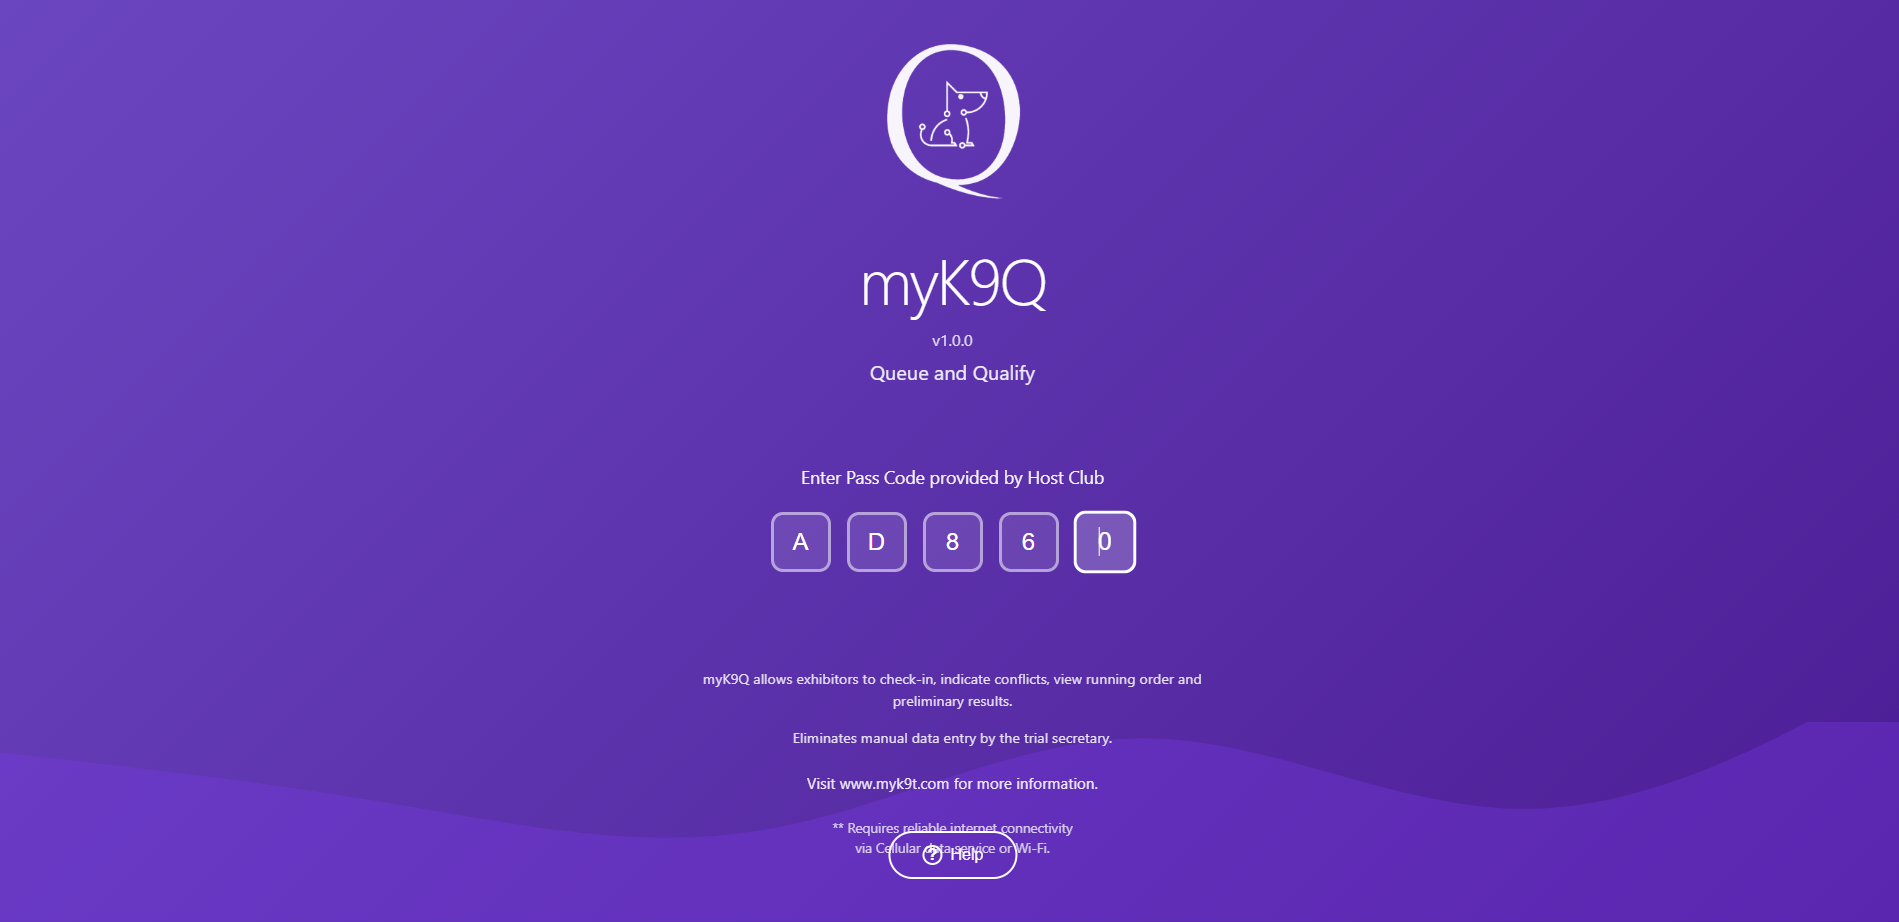 Q
myK9Q
v1.0.0
Queue and Qualify
Enter Pass Code provided by Host Club
A D 8 6 0
myK9Q allows exhibitors to check-in, indicate conflicts, view running order and
preliminary results.
Eliminates manual data entry by the trial secretary.
Visit www.myk9t.com for more information.
** Requires reliable internet connectivity
via Cellular data service or Wi-Fi.
? Help